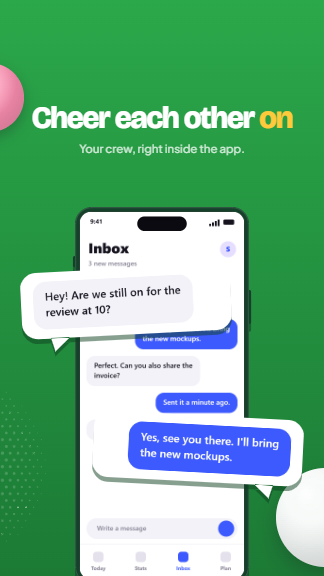 Cheer each other on
Your crew, right inside the app.
9:41
Inbox
S
3 new messages
Hey! Are we still on for the
review at 10?
the new mockups.
Perfect. Can you also share the
invoice?
Sent it a minute ago.
Yes, see you there. I'll bring
the new mockups.
Write a message
Today
Stats
Inbox
Plan